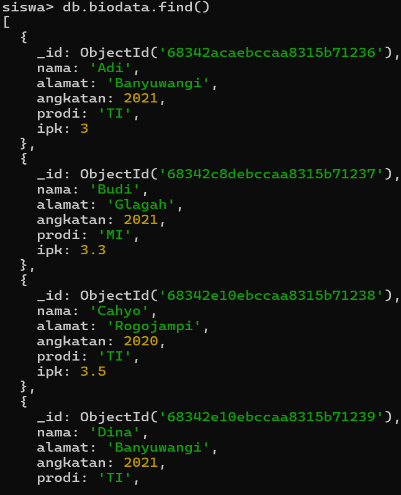 siswa> db.biodata.find()
[
  {
    _id: ObjectId('68342acaebccaa8315b71236'),
    nama: 'Adi',
    alamat: 'Banyuwangi',
    angkatan: 2021,
    prodi: 'TI',
    ipk: 3
  },
  {
    _id: ObjectId('68342c8debccaa8315b71237'),
    nama: 'Budi',
    alamat: 'Glagah',
    angkatan: 2021,
    prodi: 'MI',
    ipk: 3.3
  },
  {
    _id: ObjectId('68342e10ebccaa8315b71238'),
    nama: 'Cahyo',
    alamat: 'Rogojampi',
    angkatan: 2020,
    prodi: 'TI',
    ipk: 3.5
  },
  {
    _id: ObjectId('68342e10ebccaa8315b71239'),
    nama: 'Dina',
    alamat: 'Banyuwangi',
    angkatan: 2021,
    prodi: 'TI',